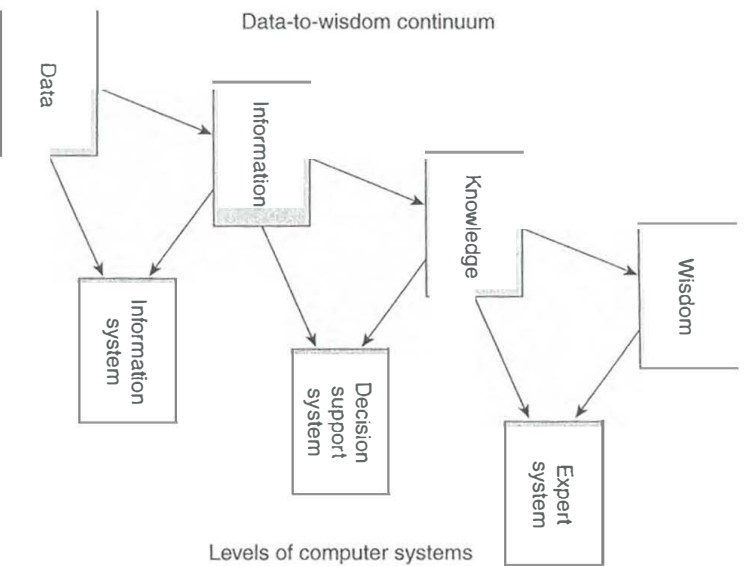 Data-to-wisdom continuum
Data
Information
Knowledge
Wisdom
Information
system
Decision
support
system
Expert
system
Levels of computer systems